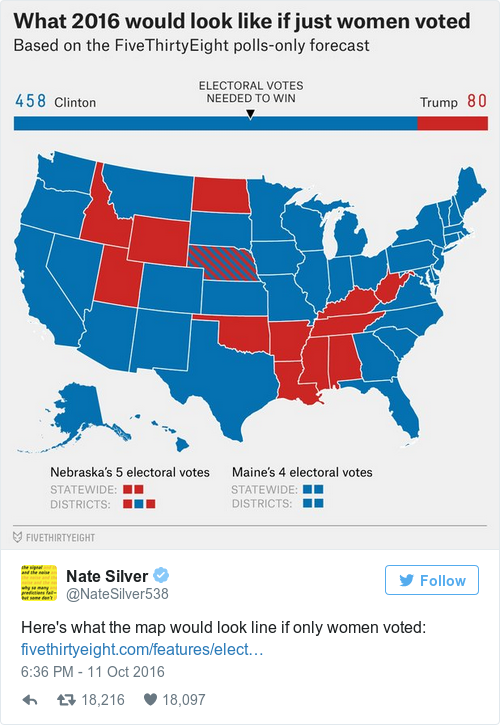 What 2016 would look like if just women voted
Based on the FiveThirtyEight polls-only forecast
ELECTORAL VOTES
NEEDED TO WIN
458 Clinton
Trump 80
Nebraska's 5 electoral votes
STATEWIDE:
DISTRICTS:
Maine's 4 electoral votes
STATEWIDE:
DISTRICTS:
FIVETHIRTYEIGHT
the signal
and the noise
why so many
predictions fail—
but some don't
Nate Silver
@NateSilver538
Follow
Here's what the map would look line if only women voted:
fivethirtyeight.com/features/elect…
6:36 PM - 11 Oct 2016
18,216
18,097